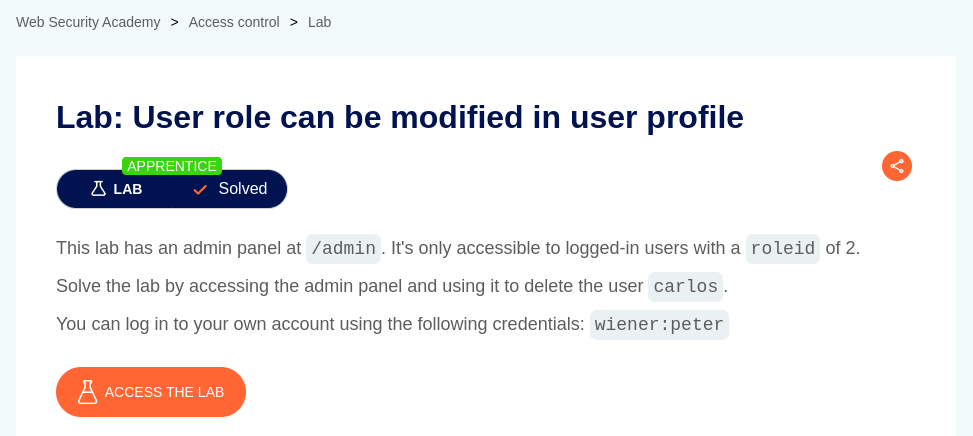 Web Security Academy > Access control > Lab
Lab: User role can be modified in user profile
APPRENTICE
LAB Solved
This lab has an admin panel at /admin. It's only accessible to logged-in users with a roleid of 2.
Solve the lab by accessing the admin panel and using it to delete the user carlos.
You can log in to your own account using the following credentials: wiener:peter
ACCESS THE LAB